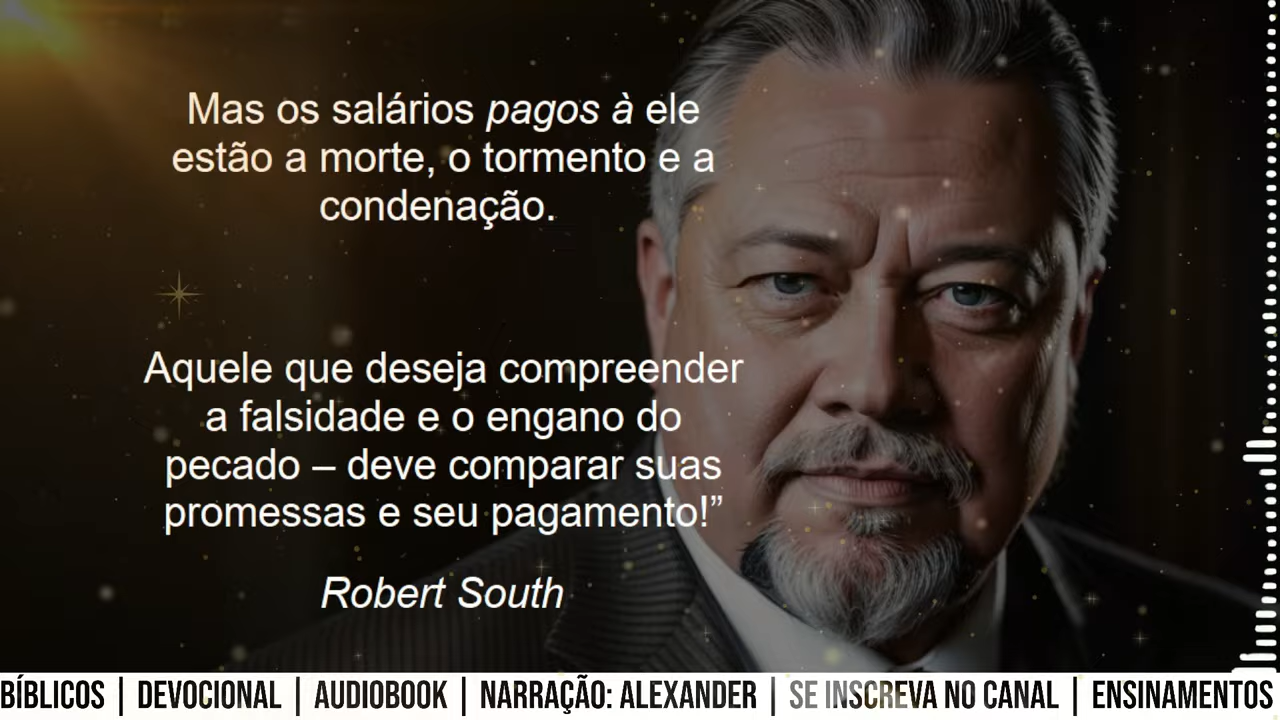 Mas os salários pagos à ele
estão a morte, o tormento e a
condenação.
Aquele que deseja compreender
a falsidade e o engano do
pecado – deve comparar suas
promessas e seu pagamento!”
Robert South
BÍBLICOS | DEVOCIONAL | AUDIOBOOK | NARRAÇÃO: ALEXANDER | SE INSCREVA NO CANAL | ENSINAMENTOS